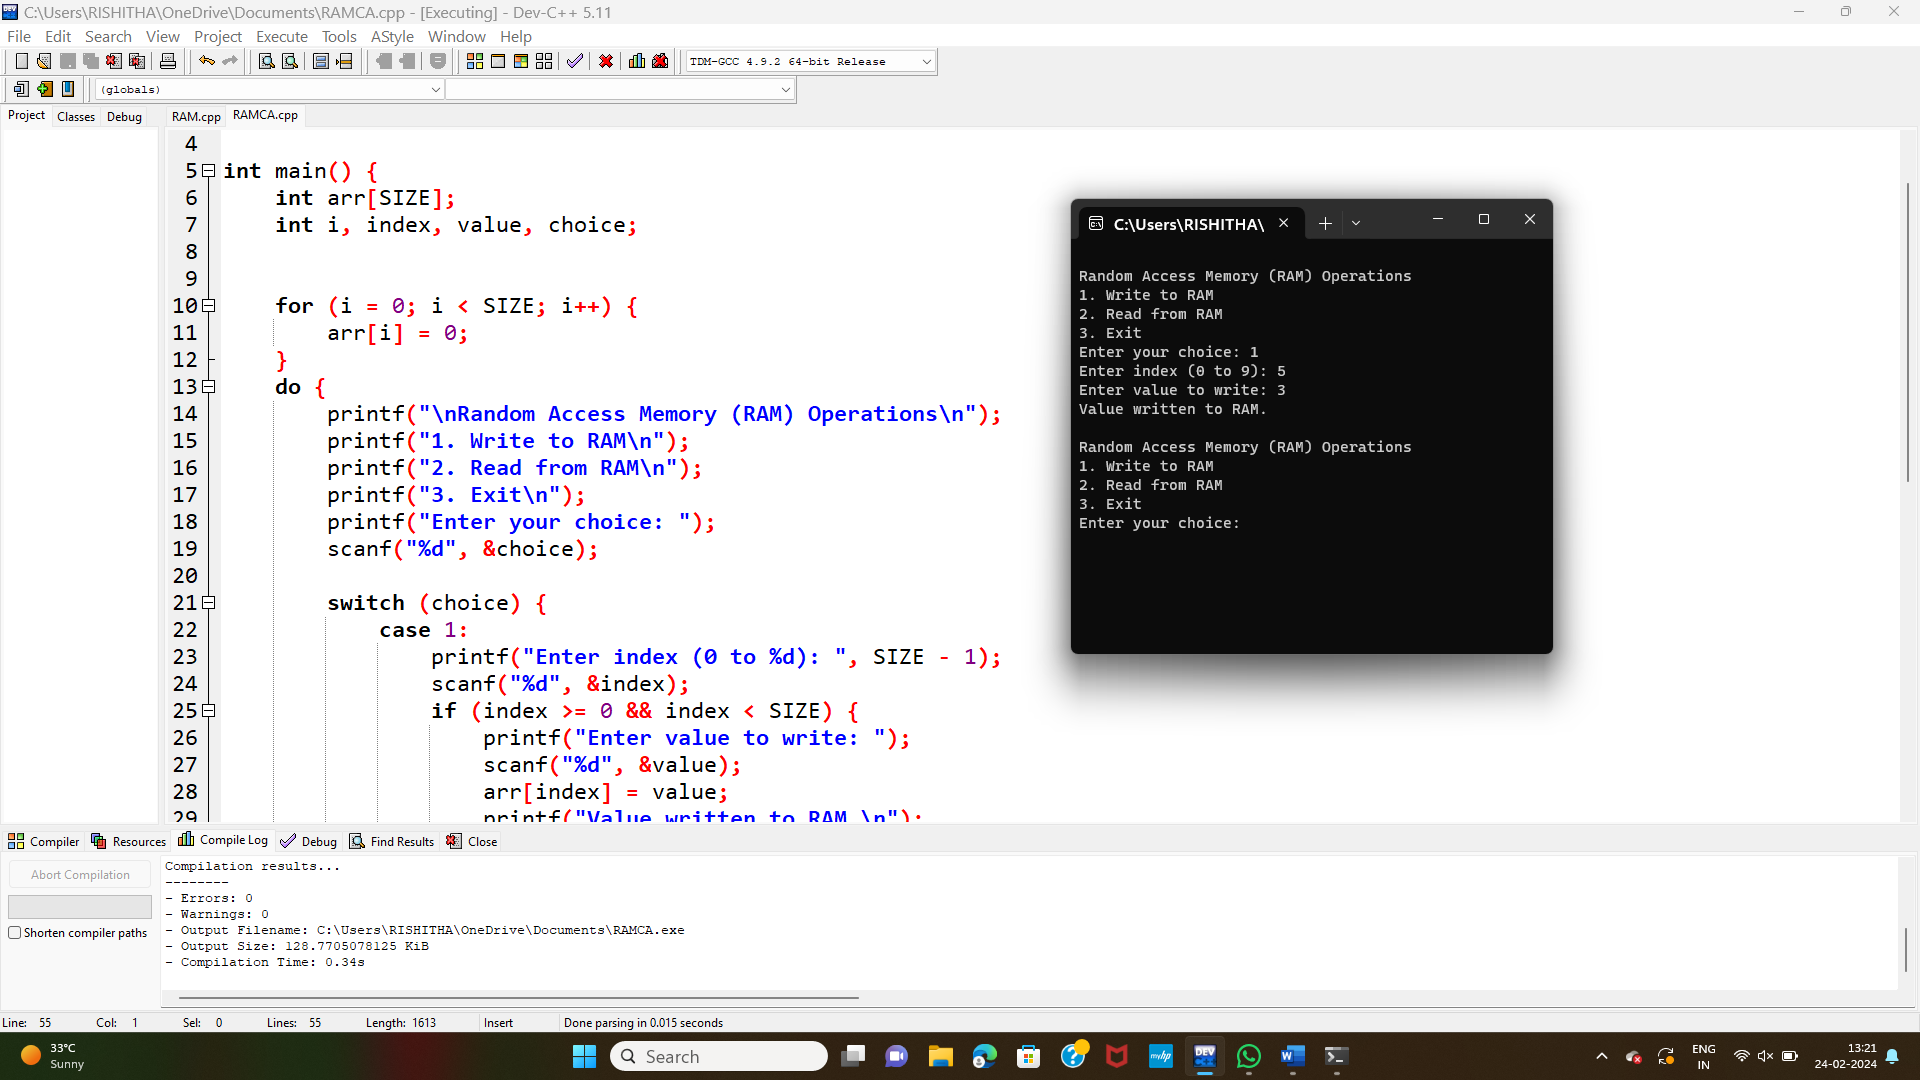 C:\Users\RISHITHA\OneDrive\Documents\RAMCA.cpp - [Executing] - Dev-C++ 5.11
File Edit Search View Project Execute Tools AStyle Window Help
TDM-GCC 4.9.2 64-bit Release
(globals)
Project Classes Debug
RAM.cpp RAMCA.cpp
4
5 int main() {
6 int arr[SIZE];
7 int i, index, value, choice;
8
9
10 for (i = 0; i < SIZE; i++) {
11 arr[i] = 0;
12 }
13 do {
14 printf("\nRandom Access Memory (RAM) Operations\n");
15 printf("1. Write to RAM\n");
16 printf("2. Read from RAM\n");
17 printf("3. Exit\n");
18 printf("Enter your choice: ");
19 scanf("%d", &choice);
20
21 switch (choice) {
22 case 1:
23 printf("Enter index (0 to %d): ", SIZE - 1);
24 scanf("%d", &index);
25 if (index >= 0 && index < SIZE) {
26 printf("Enter value to write: ");
27 scanf("%d", &value);
28 arr[index] = value;
29 printf("Value written to RAM.\n");
C:\Users\RISHITHA\
Random Access Memory (RAM) Operations
1. Write to RAM
2. Read from RAM
3. Exit
Enter your choice: 1
Enter index (0 to 9): 5
Enter value to write: 3
Value written to RAM.
Random Access Memory (RAM) Operations
1. Write to RAM
2. Read from RAM
3. Exit
Enter your choice:
Compiler Resources Compile Log Debug Find Results Close
Abort Compilation
Shorten compiler paths
Compilation results...
--------
- Errors: 0
- Warnings: 0
- Output Filename: C:\Users\RISHITHA\OneDrive\Documents\RAMCA.exe
- Output Size: 128.7705078125 KiB
- Compilation Time: 0.34s
Line: 55 Col: 1 Sel: 0 Lines: 55 Length: 1613 Insert Done parsing in 0.015 seconds
33°C
Sunny
Search
myhp
DEV
W
ENG
IN
13:21
24-02-2024